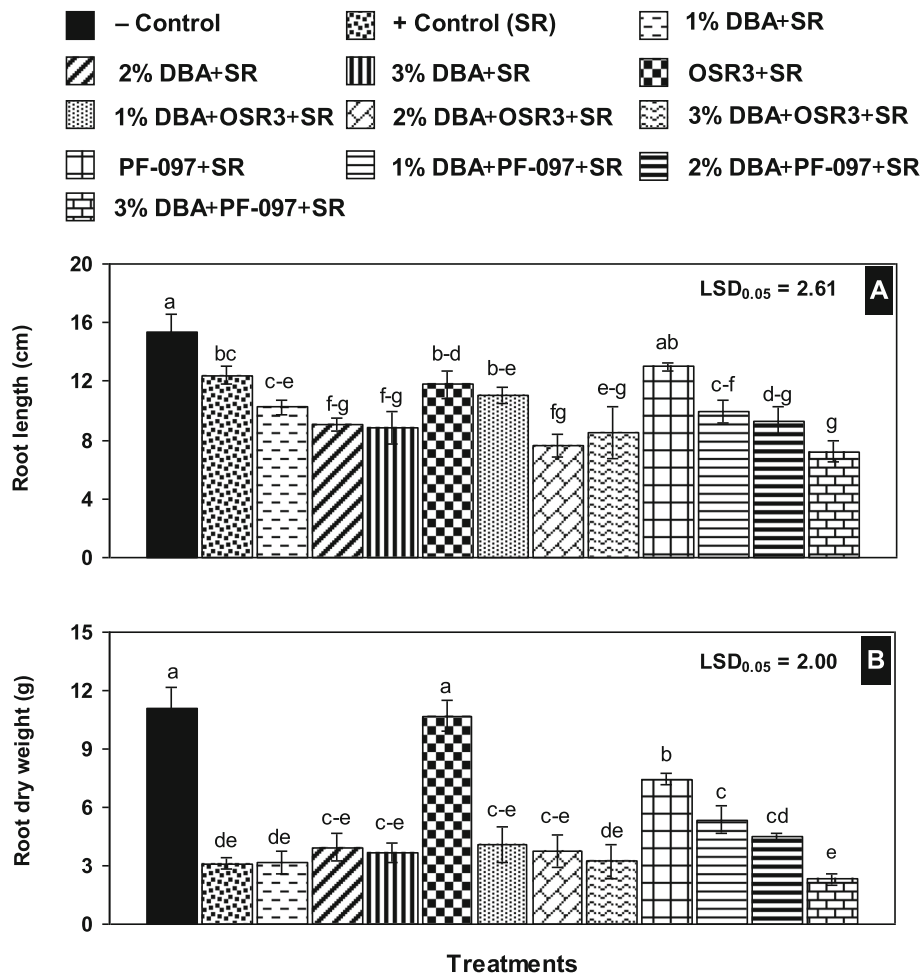 – Control + Control (SR) 1% DBA+SR
2% DBA+SR 3% DBA+SR OSR3+SR
1% DBA+OSR3+SR 2% DBA+OSR3+SR 3% DBA+OSR3+SR
PF-097+SR 1% DBA+PF-097+SR 2% DBA+PF-097+SR
3% DBA+PF-097+SR
Root length (cm)
20
16
12
8
4
0
LSD0.05 = 2.61
A
a
bc
c-e
f-g
f-g
b-d
b-e
fg
e-g
ab
c-f
d-g
g
Root dry weight (g)
15
12
9
6
3
0
LSD0.05 = 2.00
B
a
de
de
c-e
c-e
a
c-e
c-e
de
b
c
cd
e
Treatments